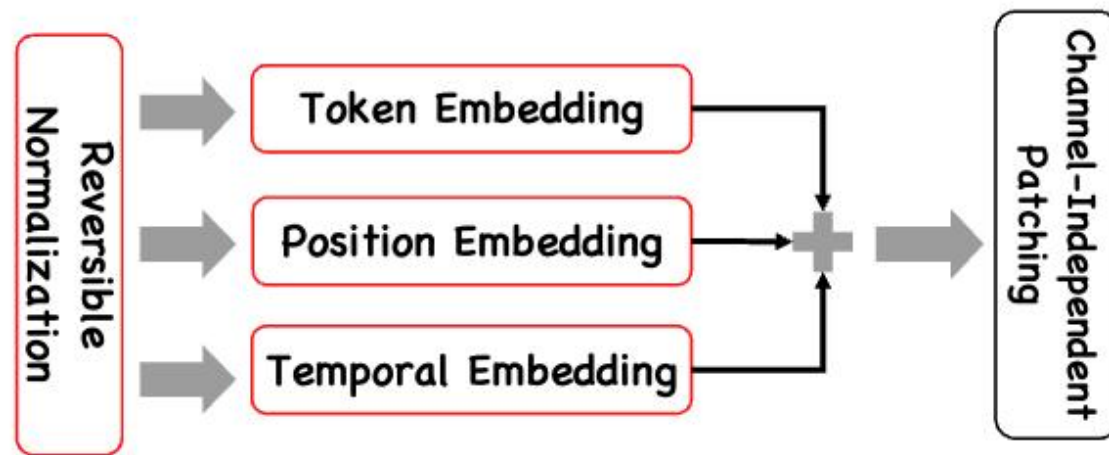 Reversible
Normalization
Token Embedding
Position Embedding
Temporal Embedding
Channel-Independent
Patching